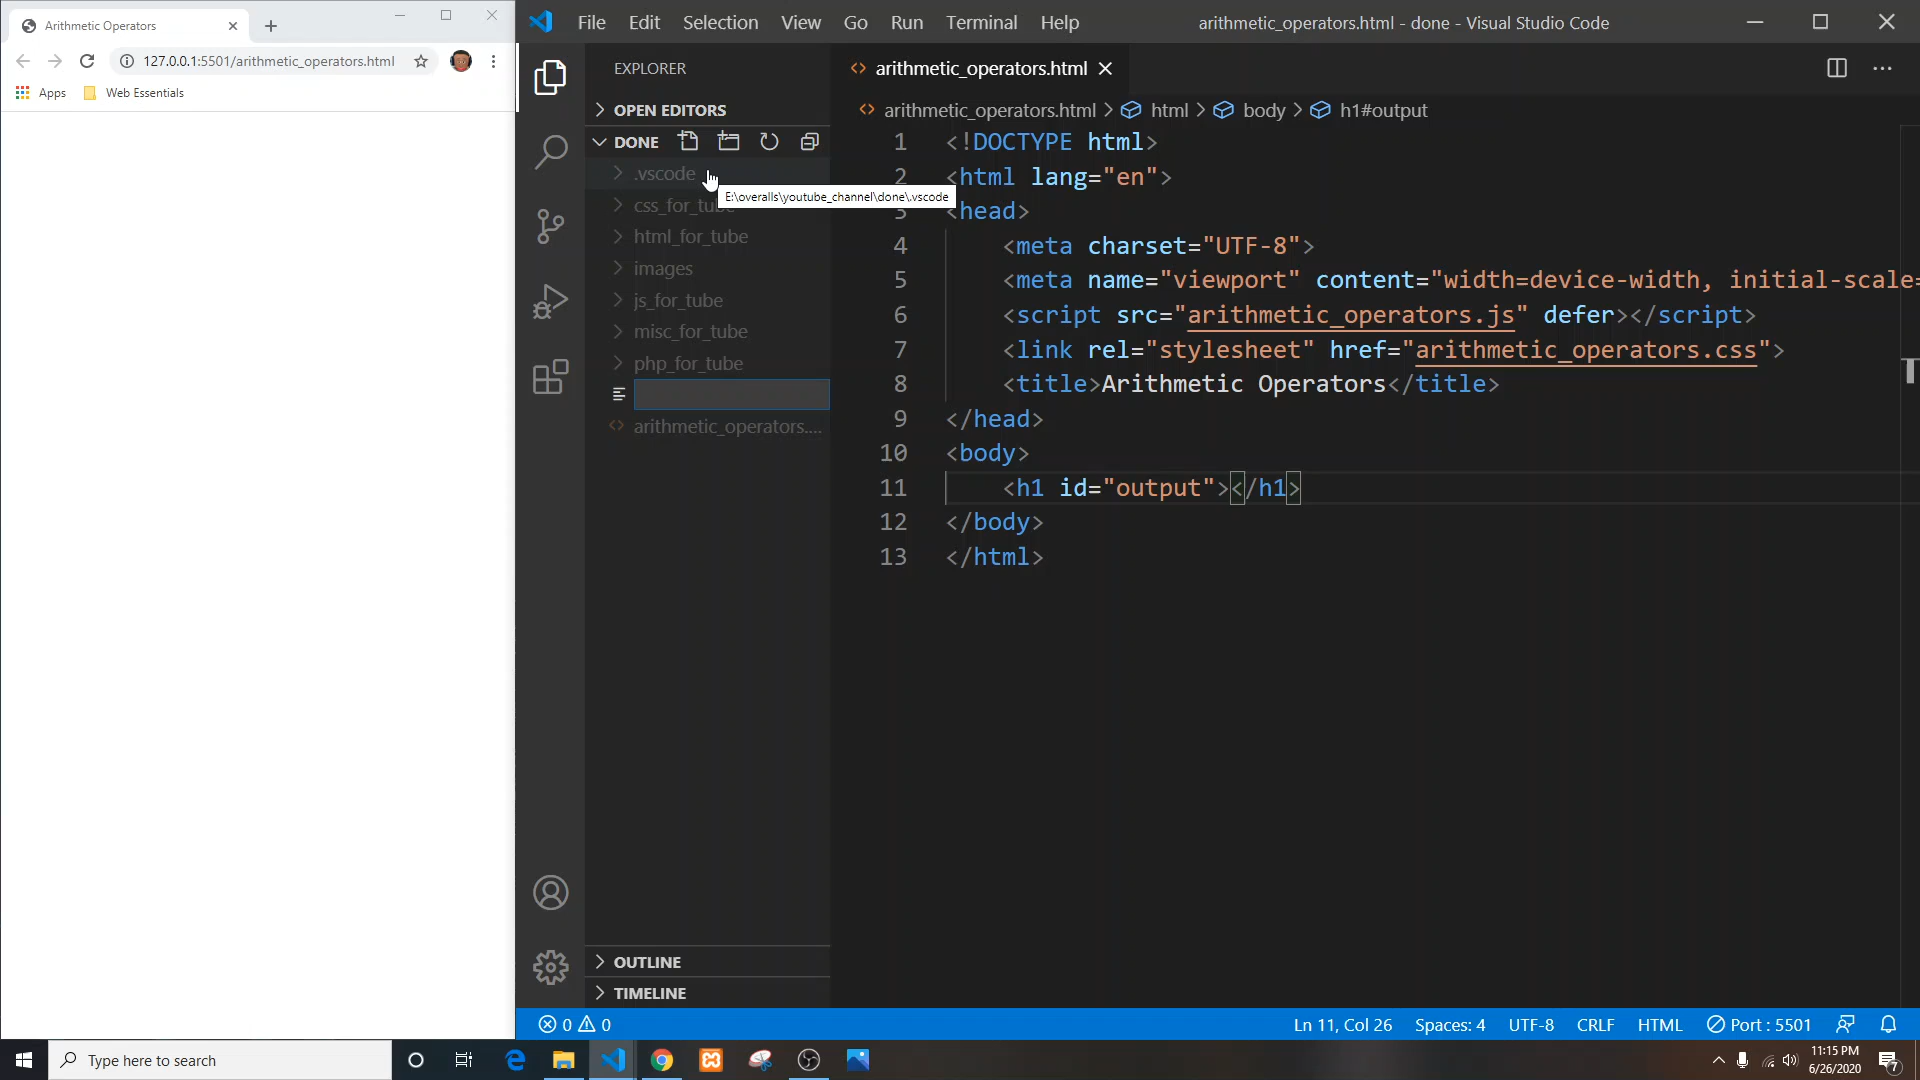 Arithmetic Operators
127.0.0.1:5501/arithmetic_operators.html
Apps
Web Essentials
File Edit Selection View Go Run Terminal Help
arithmetic_operators.html - done - Visual Studio Code
EXPLORER
OPEN EDITORS
DONE
.vscode
E:\overalls\youtube_channel\done\.vscode
css_for_tube
html_for_tube
images
js_for_tube
misc_for_tube
php_for_tube
arithmetic_operators....
OUTLINE
TIMELINE
arithmetic_operators.html
arithmetic_operators.html > html > body > h1#output
1 <!DOCTYPE html>
2 <html lang="en">
3 <head>
4 <meta charset="UTF-8">
5 <meta name="viewport" content="width=device-width, initial-scale=
6 <script src="arithmetic_operators.js" defer></script>
7 <link rel="stylesheet" href="arithmetic_operators.css">
8 <title>Arithmetic Operators</title>
9 </head>
10 <body>
11 <h1 id="output"></h1>
12 </body>
13 </html>
0 0
Ln 11, Col 26 Spaces: 4 UTF-8 CRLF HTML Port : 5501
Type here to search
11:15 PM
6/26/2020
7